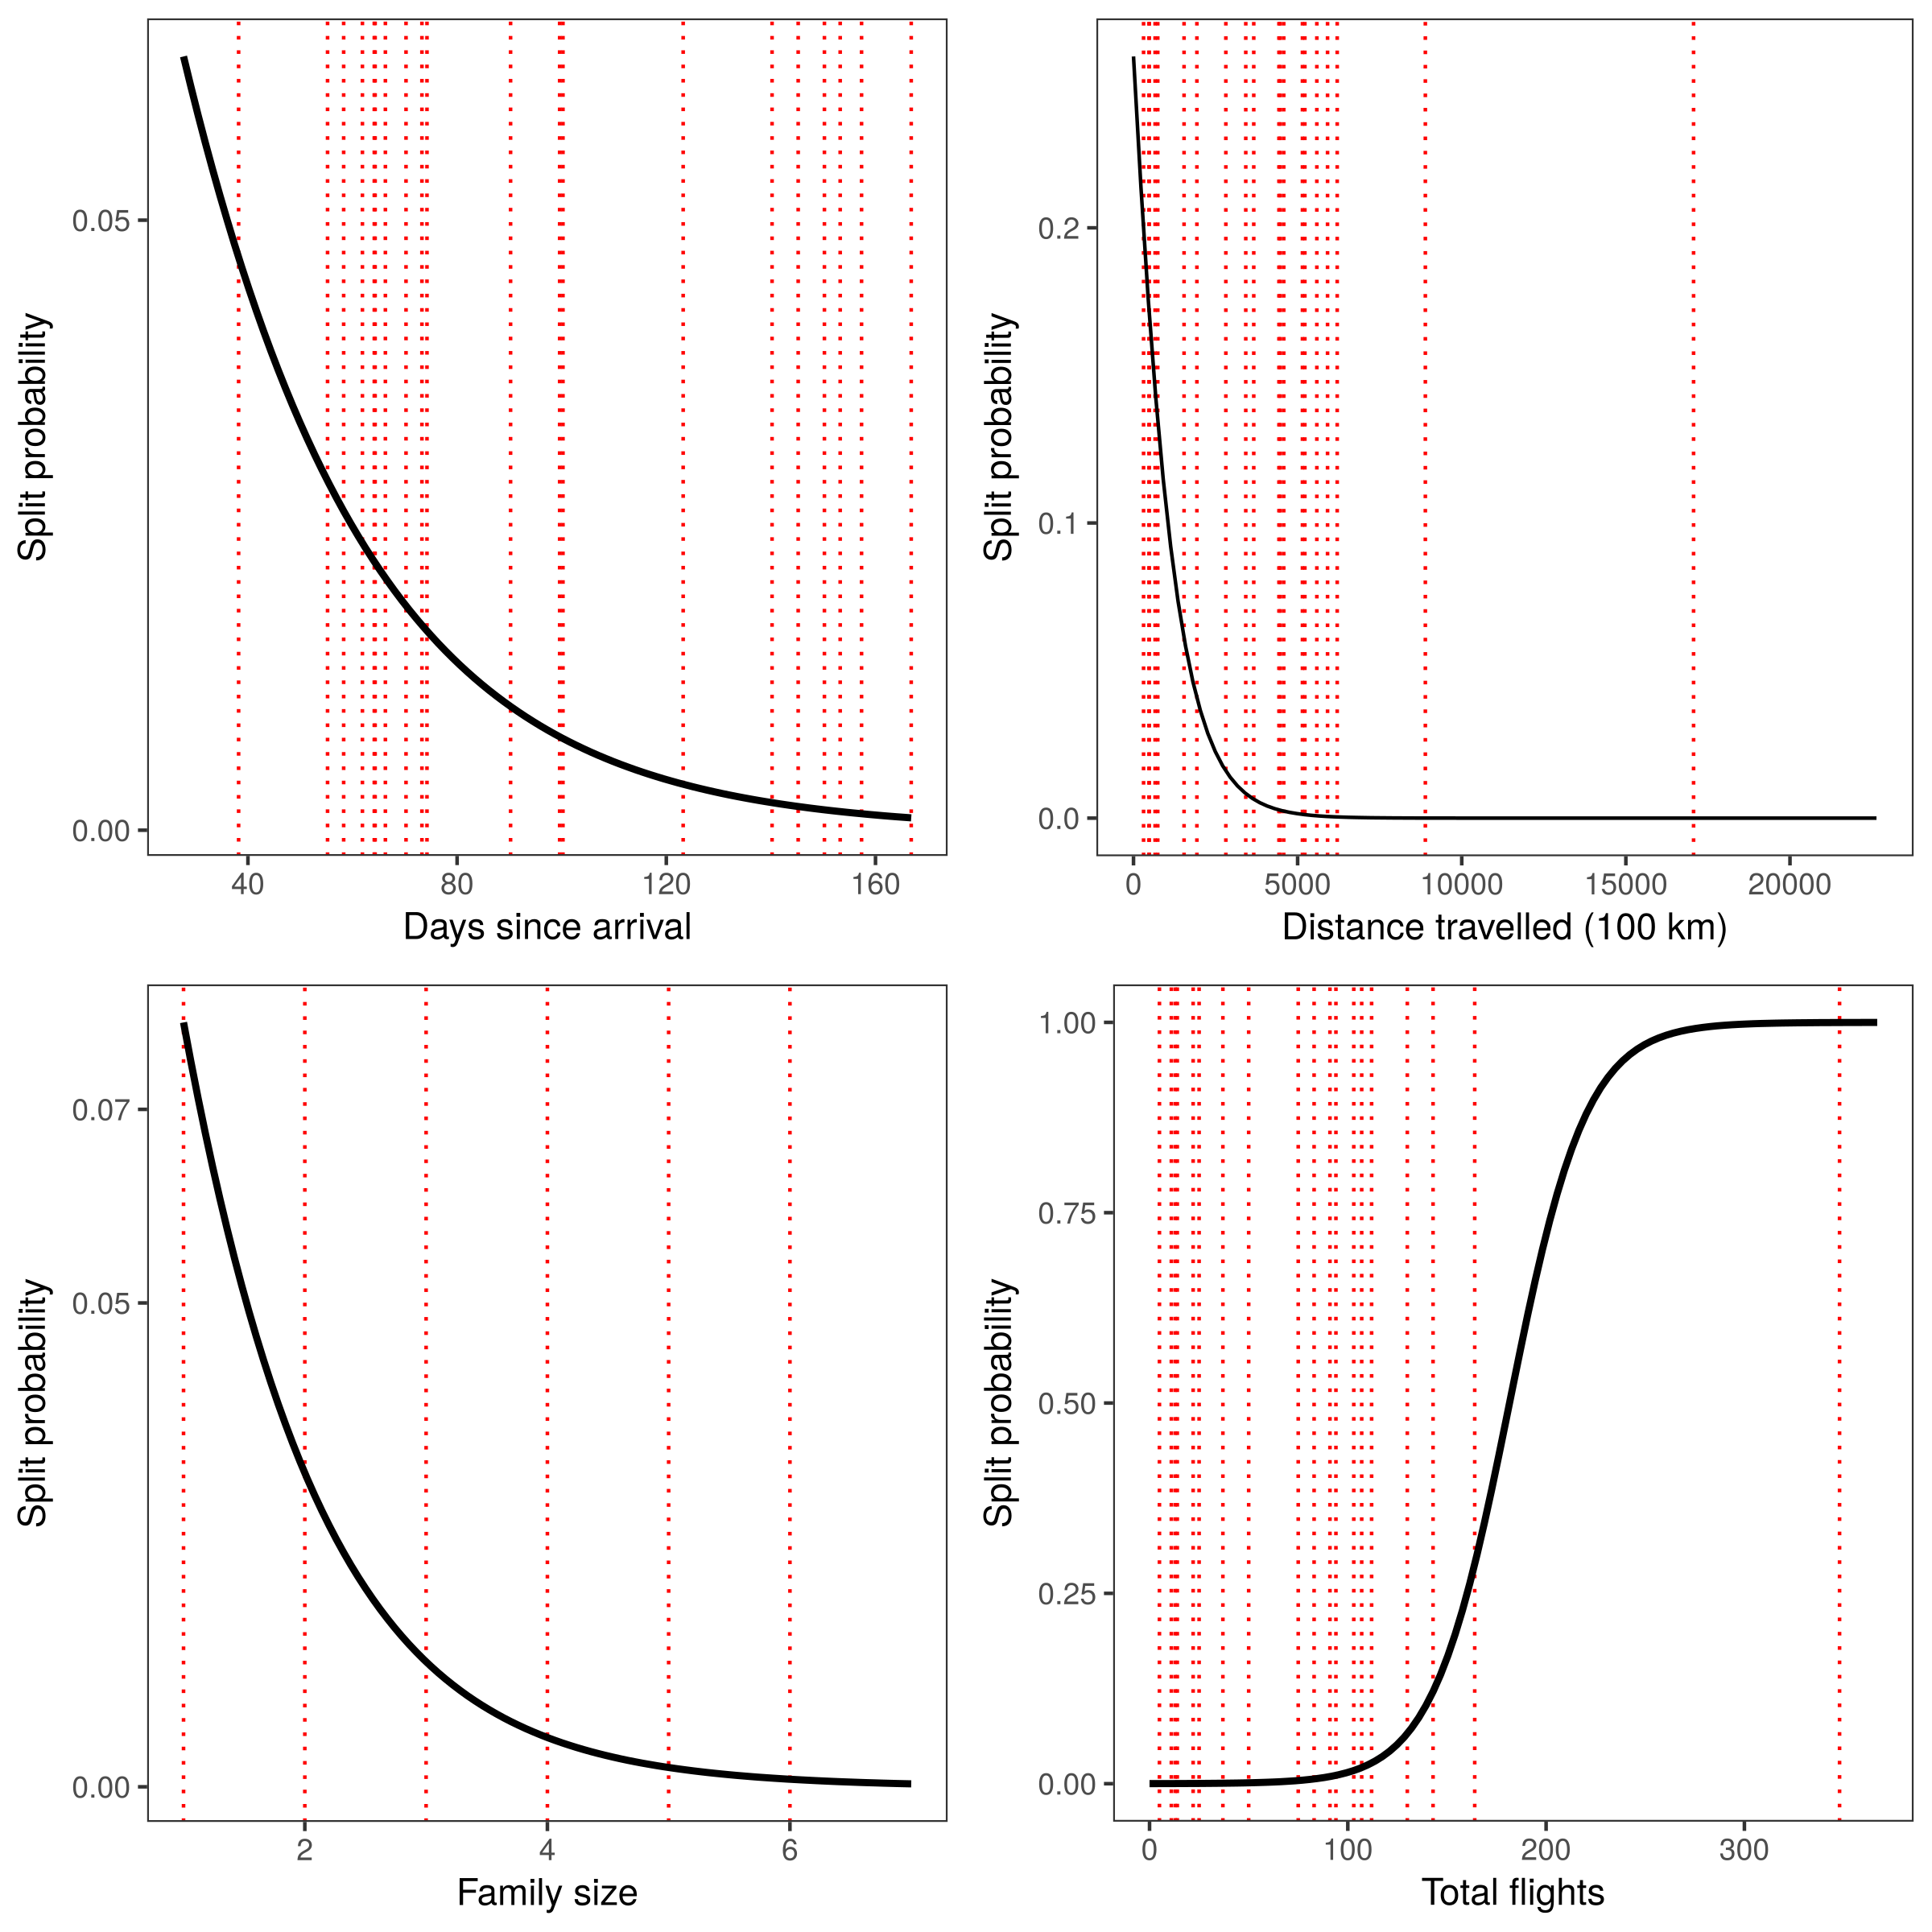 Split probability
0.05
0.00
40 80 120 160
Days since arrival
Split probability
0.2
0.1
0.0
0 5000 10000 15000 20000
Distance travelled (100 km)
Split probability
0.07
0.05
0.00
2 4 6
Family size
Split probability
1.00
0.75
0.50
0.25
0.00
0 100 200 300
Total flights